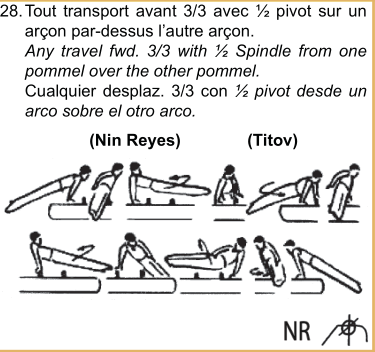 28. Tout transport avant 3/3 avec ½ pivot sur un
arçon par-dessus l'autre arçon.
Any travel fwd. 3/3 with ½ Spindle from one
pommel over the other pommel.
Cualquier desplaz. 3/3 con ½ pivot desde un
arco sobre el otro arco.
(Nin Reyes) (Titov)
NR